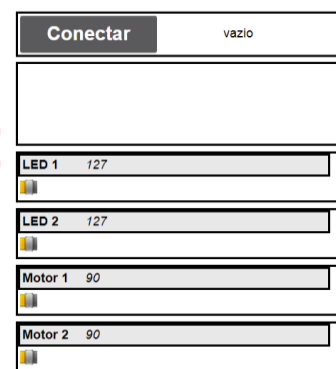 Conectar vazio
LED 1 127
LED 2 127
Motor 1 90
Motor 2 90